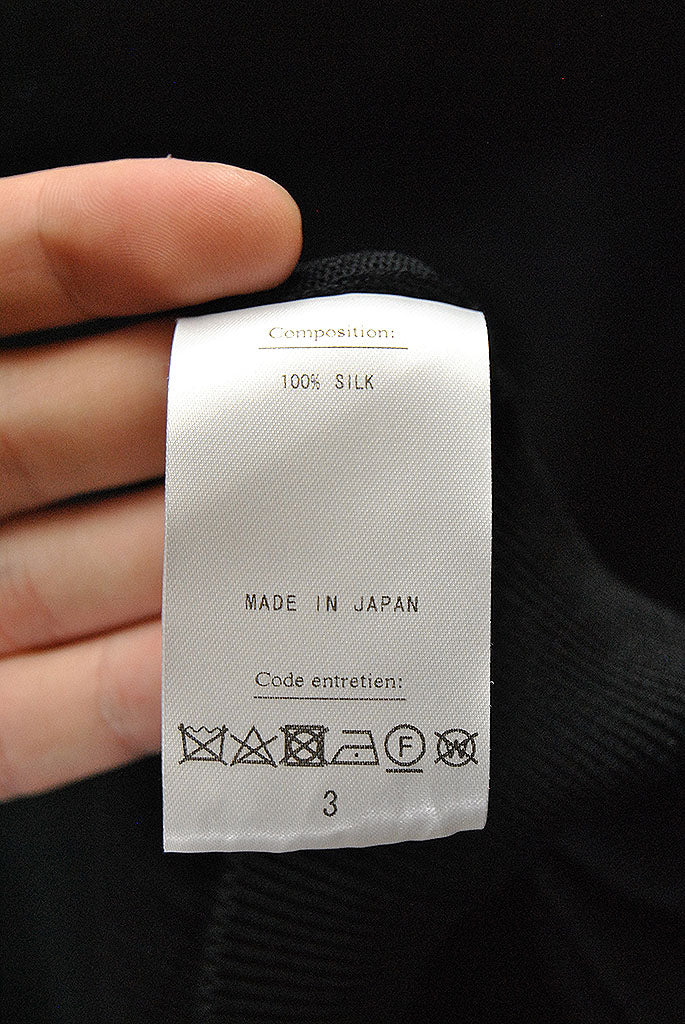 Composition:
100% SILK
MADE IN JAPAN
Code entretien:
F W
3